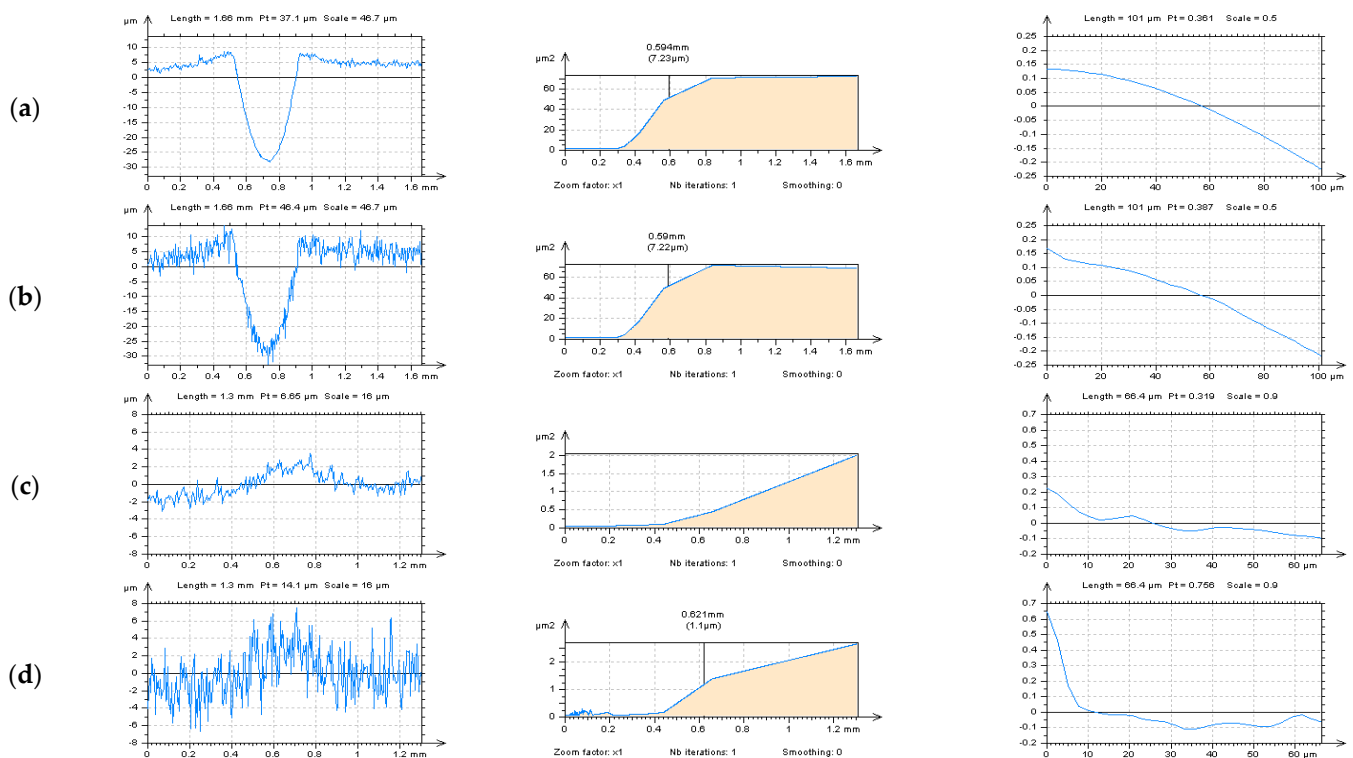 (a)
µm Length = 1.66 mm Pt = 37.1 µm Scale = 46.7 µm
10
5
0
-5
-10
-15
-20
-25
-30
0 0.2 0.4 0.6 0.8 1 1.2 1.4 1.6 mm
0.594mm
(7.23µm)
µm2
60
40
20
0
0 0.2 0.4 0.6 0.8 1 1.2 1.4 1.6 mm
Zoom factor: x1 Nb iterations: 1 Smoothing: 0
Length = 101 µm Pt = 0.361 Scale = 0.5
0.25
0.2
0.15
0.1
0.05
0
-0.05
-0.1
-0.15
-0.2
-0.25
0 20 40 60 80 100 µm
(b)
µm Length = 1.66 mm Pt = 46.4 µm Scale = 46.7 µm
10
5
0
-5
-10
-15
-20
-25
-30
0 0.2 0.4 0.6 0.8 1 1.2 1.4 1.6 mm
0.59mm
(7.22µm)
µm2
60
40
20
0
0 0.2 0.4 0.6 0.8 1 1.2 1.4 1.6 mm
Zoom factor: x1 Nb iterations: 1 Smoothing: 0
Length = 101 µm Pt = 0.387 Scale = 0.5
0.25
0.2
0.15
0.1
0.05
0
-0.05
-0.1
-0.15
-0.2
-0.25
0 20 40 60 80 100 µm
(c)
µm Length = 1.3 mm Pt = 6.65 µm Scale = 16 µm
8
6
4
2
0
-2
-4
-6
-8
0 0.2 0.4 0.6 0.8 1 1.2 mm
µm2
2
1.5
1
0.5
0
0 0.2 0.4 0.6 0.8 1 1.2 mm
Zoom factor: x1 Nb iterations: 1 Smoothing: 0
Length = 66.4 µm Pt = 0.319 Scale = 0.9
0.7
0.6
0.5
0.4
0.3
0.2
0.1
0
-0.1
-0.2
0 10 20 30 40 50 60 µm
(d)
µm Length = 1.3 mm Pt = 14.1 µm Scale = 16 µm
8
6
4
2
0
-2
-4
-6
-8
0 0.2 0.4 0.6 0.8 1 1.2 mm
0.621mm
(1.1µm)
µm2
2
1
0
0 0.2 0.4 0.6 0.8 1 1.2 mm
Zoom factor: x1 Nb iterations: 1 Smoothing: 0
Length = 66.4 µm Pt = 0.756 Scale = 0.9
0.7
0.6
0.5
0.4
0.3
0.2
0.1
0
-0.1
-0.2
0 10 20 30 40 50 60 µm